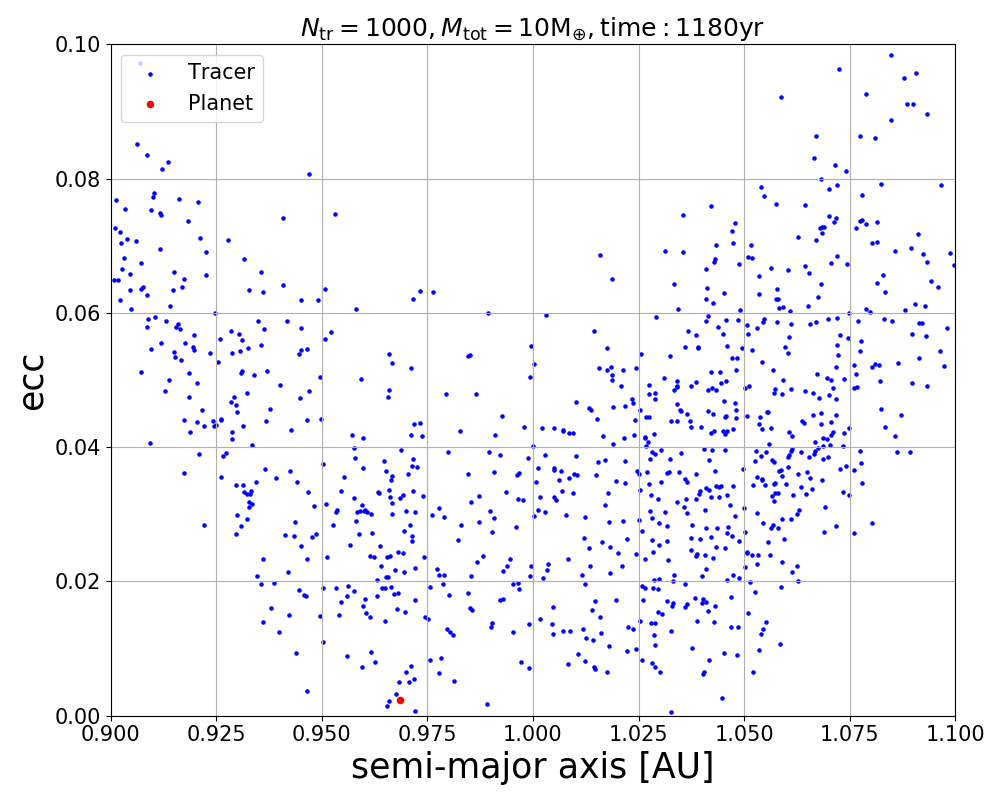 N_tr = 1000, M_tot = 10M_⊕, time : 1180yr
Tracer
Planet
ecc
0.10
0.08
0.06
0.04
0.02
0.00
0.900 0.925 0.950 0.975 1.000 1.025 1.050 1.075 1.100
semi-major axis [AU]